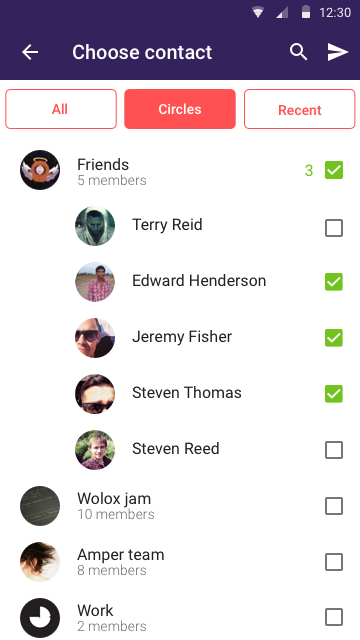 12:30
Choose contact
All
Circles
Recent
Friends
3
5 members
Terry Reid
Edward Henderson
Jeremy Fisher
Steven Thomas
Steven Reed
Wolox jam
10 members
Amper team
8 members
Work
2 members